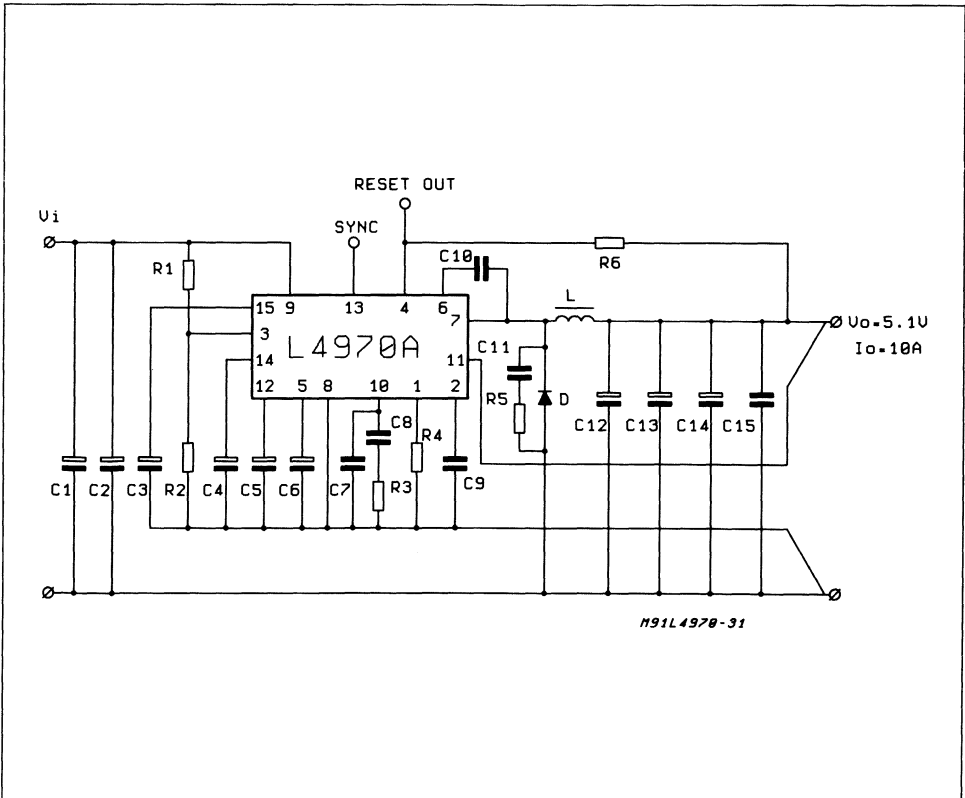 RESET OUT
Vi
SYNC
C10
R6
R1
L
15 9 13 4 6
7
Vo=5.1V
Io=10A
3
L4970A
14
11
C11
12 5 8 10 1 2
R5
D
C8
R4
C12 C13 C14 C15
C1 C2 C3 R2 C4 C5 C6 C7 R3 C9
M91L4970-31